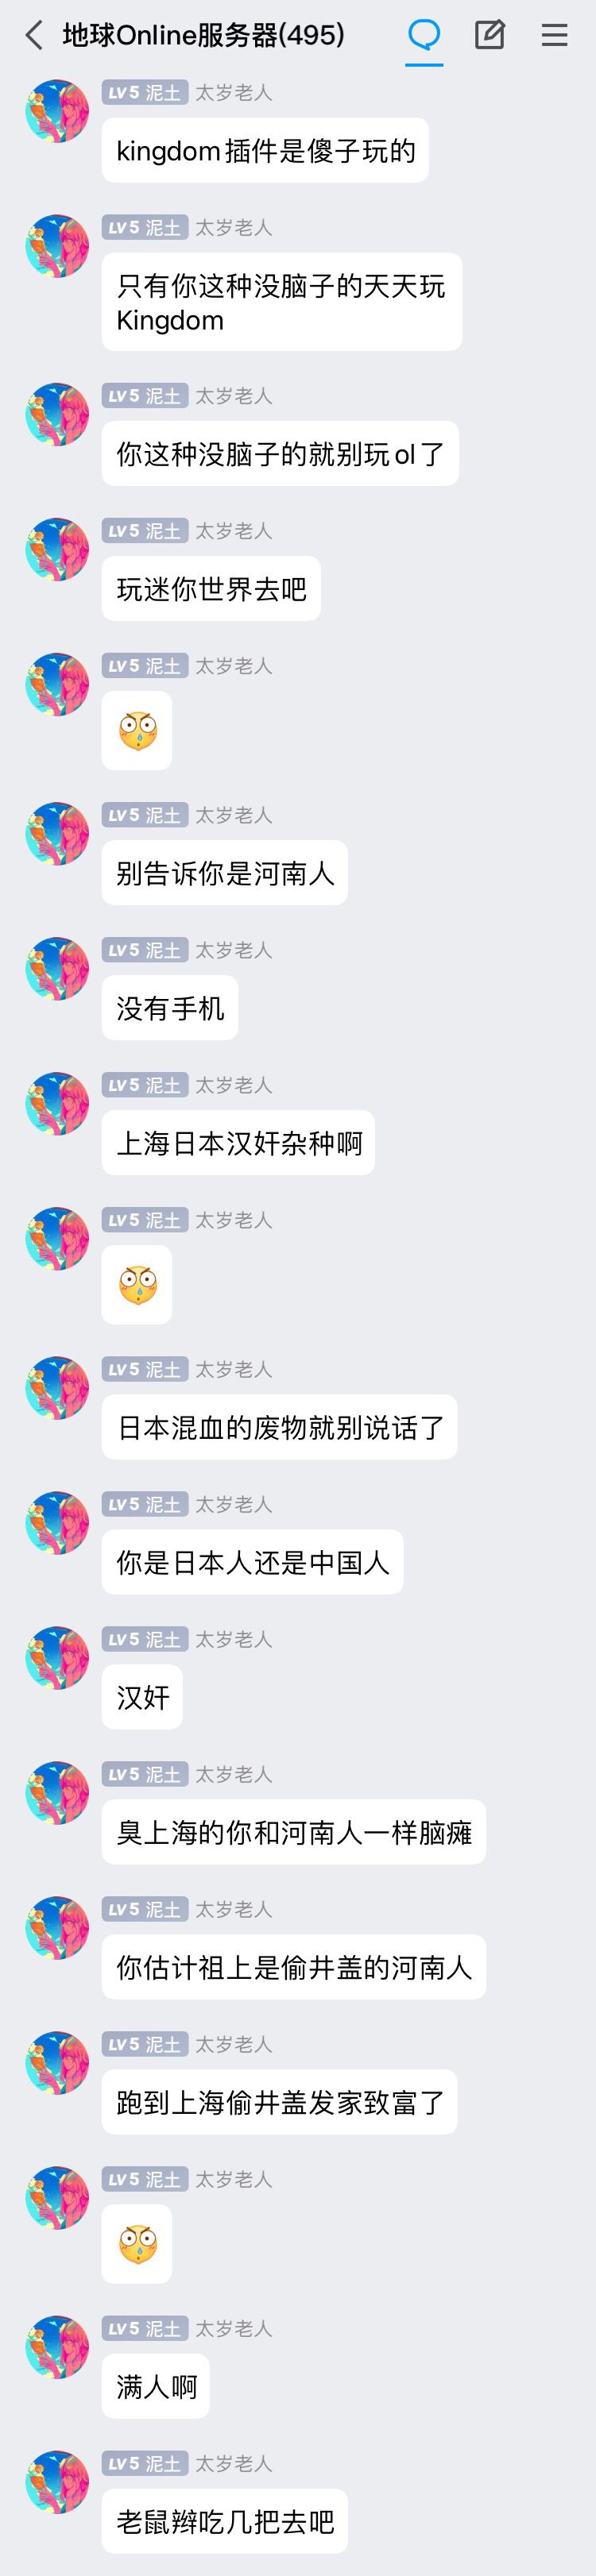 地球Online服务器(495)
LV5 泥土 太岁老人
kingdom插件是傻子玩的
LV5 泥土 太岁老人
只有你这种没脑子的天天玩
Kingdom
LV5 泥土 太岁老人
你这种没脑子的就别玩ol了
LV5 泥土 太岁老人
玩迷你世界去吧
LV5 泥土 太岁老人
LV5 泥土 太岁老人
别告诉你是河南人
LV5 泥土 太岁老人
没有手机
LV5 泥土 太岁老人
上海日本汉奸杂种啊
LV5 泥土 太岁老人
LV5 泥土 太岁老人
日本混血的废物就别说话了
LV5 泥土 太岁老人
你是日本人还是中国人
LV5 泥土 太岁老人
汉奸
LV5 泥土 太岁老人
臭上海的你和河南人一样脑瘫
LV5 泥土 太岁老人
你估计祖上是偷井盖的河南人
LV5 泥土 太岁老人
跑到上海偷井盖发家致富了
LV5 泥土 太岁老人
LV5 泥土 太岁老人
满人啊
LV5 泥土 太岁老人
老鼠辫吃几把去吧